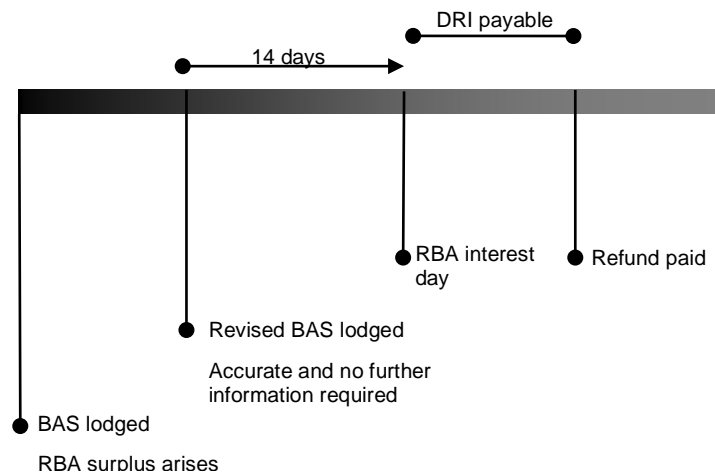 DRI payable
14 days
RBA interest
day
Refund paid
Revised BAS lodged
Accurate and no further
information required
BAS lodged
RBA surplus arises